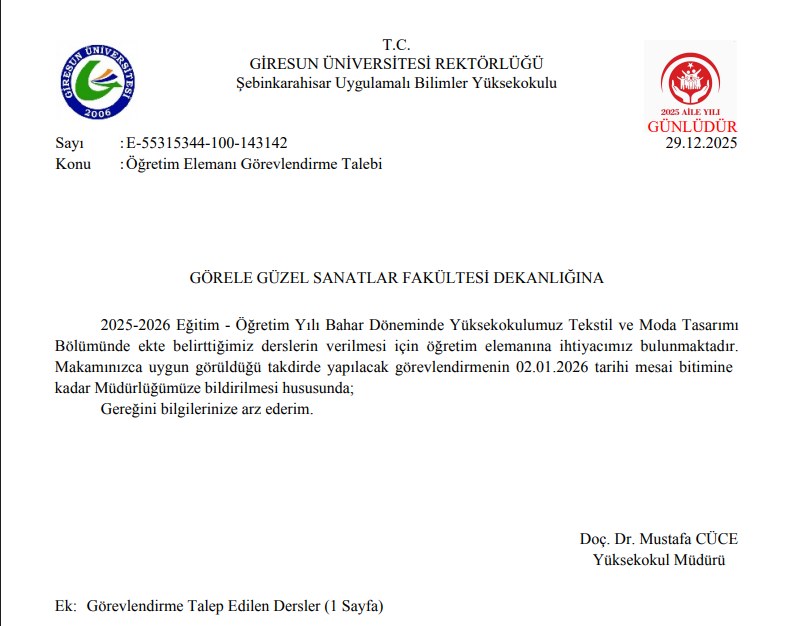 T.C.
GİRESUN ÜNİVERSİTESİ REKTÖRLÜĞÜ
Şebinkarahisar Uygulamalı Bilimler Yüksekokulu
GİRESUN ÜNİVERSİTESİ
2006
2025 AİLE YILI
GÜNLÜDÜR
Sayı : E-55315344-100-143142
29.12.2025
Konu : Öğretim Elemanı Görevlendirme Talebi
GÖRELE GÜZEL SANATLAR FAKÜLTESİ DEKANLIĞINA
2025-2026 Eğitim - Öğretim Yılı Bahar Döneminde Yüksekokulumuz Tekstil ve Moda Tasarımı
Bölümünde ekte belirttiğimiz derslerin verilmesi için öğretim elemanına ihtiyacımız bulunmaktadır.
Makamınızca uygun görüldüğü takdirde yapılacak görevlendirmenin 02.01.2026 tarihi mesai bitimine
kadar Müdürlüğümüze bildirilmesi hususunda;
Gereğini bilgilerinize arz ederim.
Doç. Dr. Mustafa CÜCE
Yüksekokul Müdürü
Ek: Görevlendirme Talep Edilen Dersler (1 Sayfa)